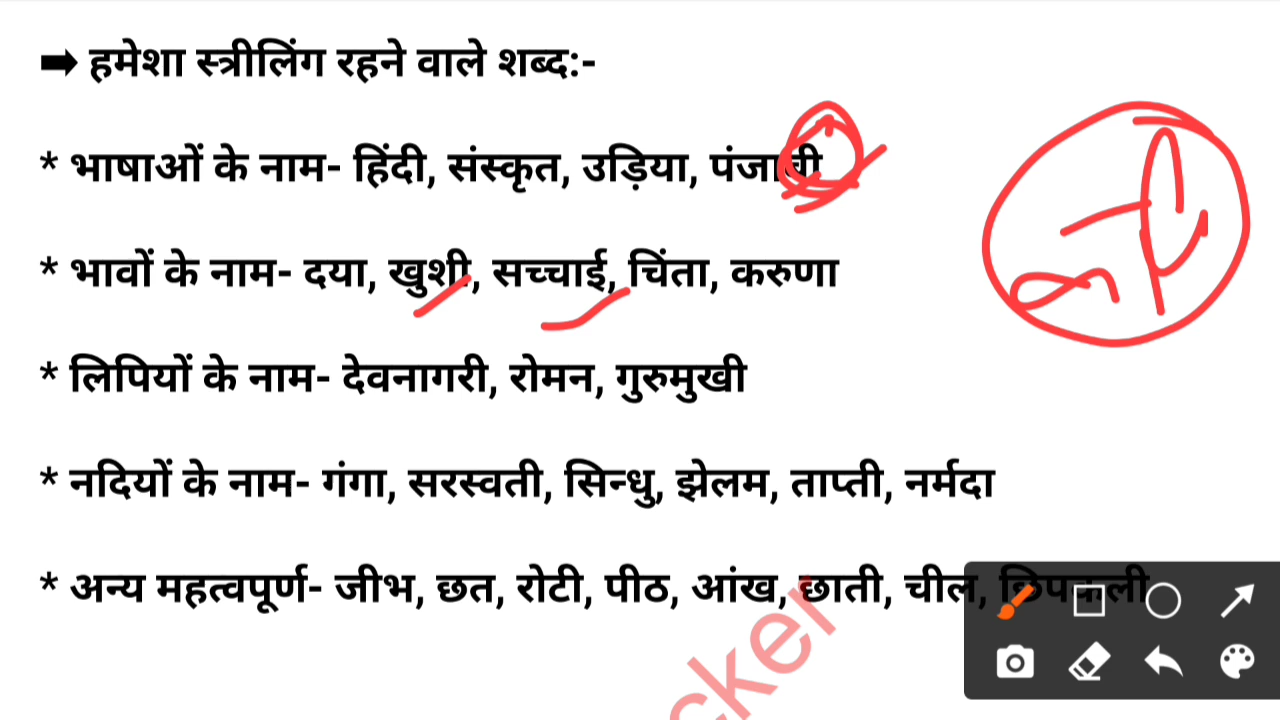 ➡ हमेशा स्त्रीलिंग रहने वाले शब्द:-
* भाषाओं के नाम- हिंदी, संस्कृत, उड़िया, पंजाबी
* भावों के नाम- दया, खुशी, सच्चाई, चिंता, करुणा
* लिपियों के नाम- देवनागरी, रोमन, गुरुमुखी
* नदियों के नाम- गंगा, सरस्वती, सिन्धु, झेलम, ताप्ती, नर्मदा
* अन्य महत्वपूर्ण- जीभ, छत, रोटी, पीठ, आंख, छाती, चील, छिपकली